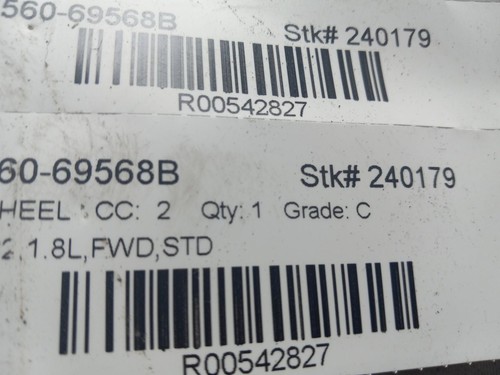 560-69568B Stk# 240179
R00542827
60-69568B Stk# 240179
HEEL : CC: 2 Qty: 1 Grade: C
2, 1.8L,FWD,STD
R00542827